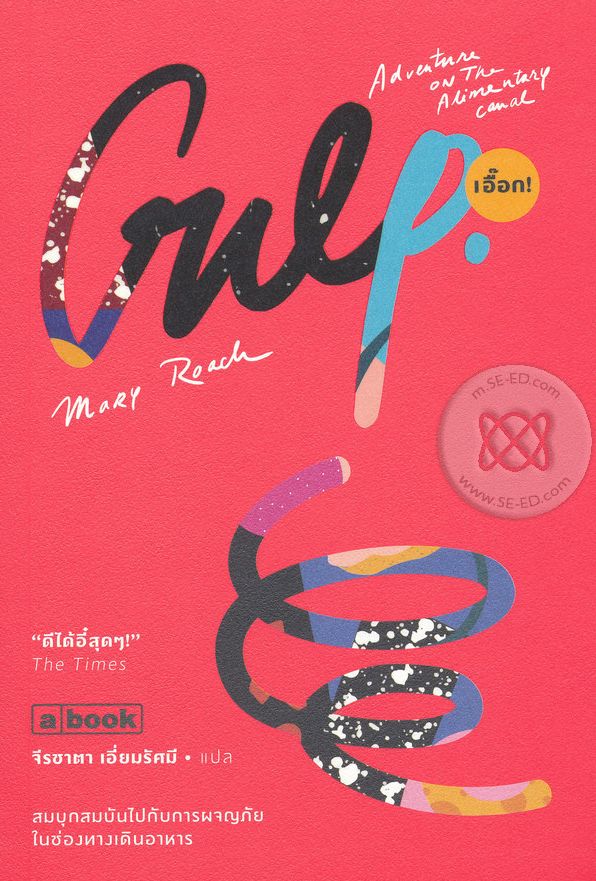 Gulp.
Adventure
on The
Alimentary
canal
เอื๊อก!
Mary Roach
m.SE-ED.com
www.SE-ED.com
“ดีได้อี๋สุดๆ!”
The Times
a book
จีรชาตา เอี่ยมรัศมี • แปล
สมบุกสมบันไปกับการผจญภัย
ในช่องทางเดินอาหาร